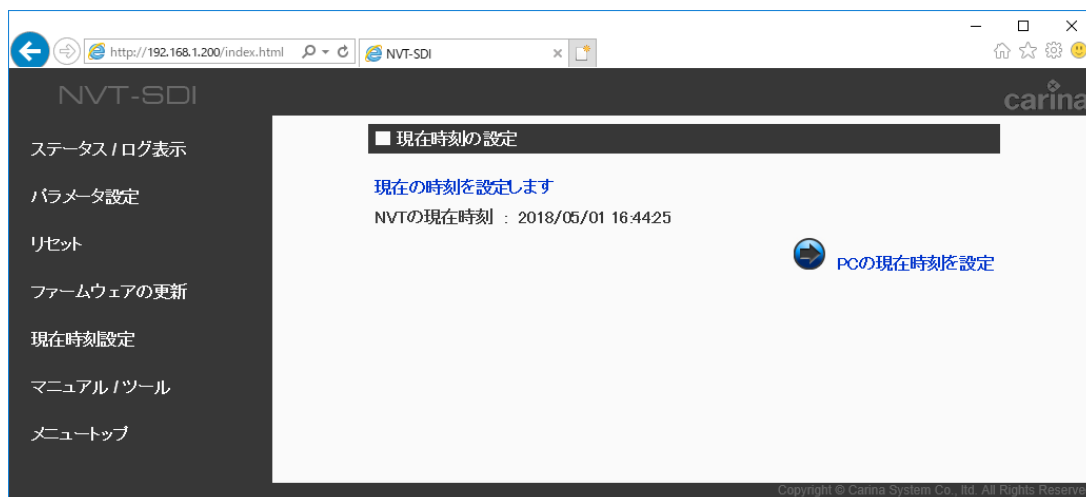 http://192.168.1.200/index.html
NVT-SDI
NVT-SDI
carina
ステータス / ログ表示
パラメータ設定
リセット
ファームウェアの更新
現在時刻設定
マニュアル / ツール
メニュートップ
■ 現在時刻の設定
現在の時刻を設定します
NVTの現在時刻 : 2018/05/01 16:44:25
PCの現在時刻を設定
Copyright © Carina System Co., ltd. All Rights Reserve